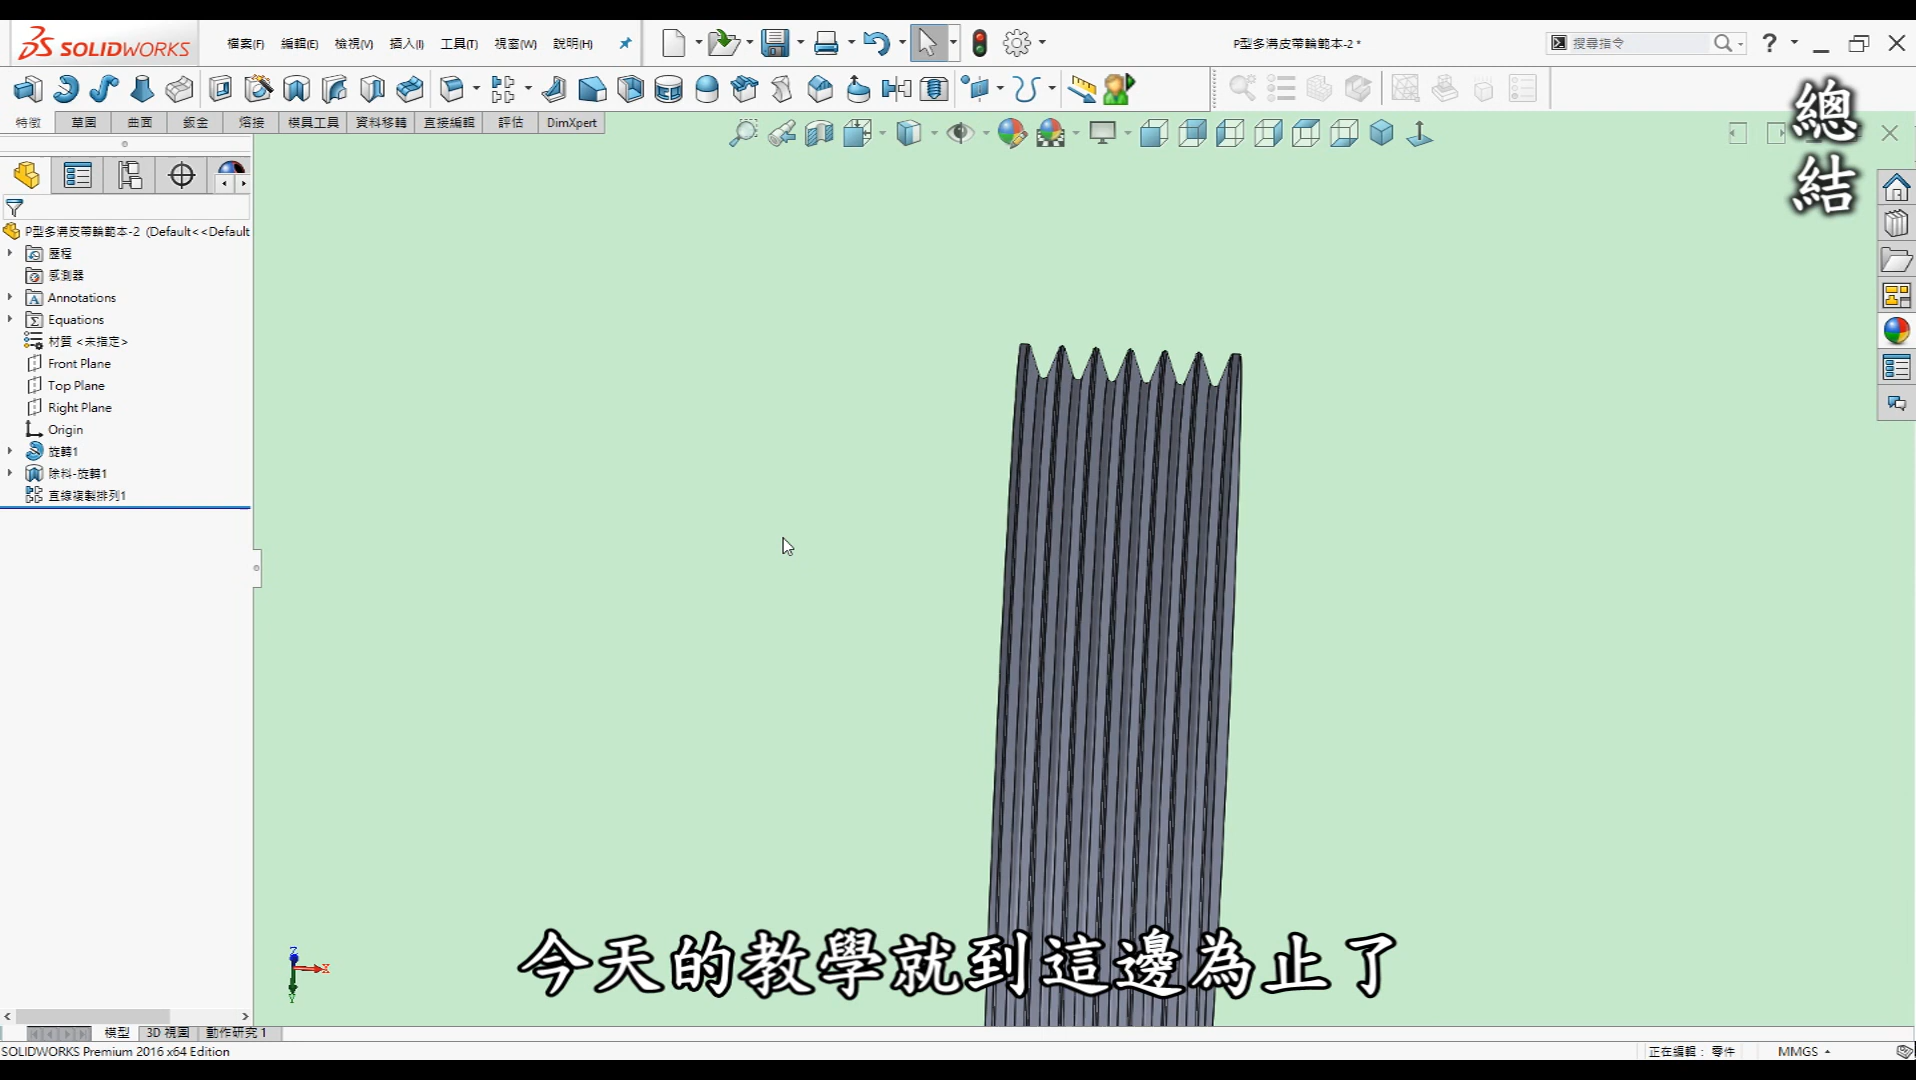 SOLIDWORKS
檔案(F) 編輯(E) 檢視(V) 插入(I) 工具(T) 視窗(W) 說明(H)
P型多溝皮帶輪範本-2 *
搜尋指令
?
特徵 草圖 曲面 鈑金 熔接 模具工具 資料移轉 直接編輯 評估 DimXpert
總結
P型多溝皮帶輪範本-2 (Default<<Default
歷程
感測器
Annotations
Equations
材質 <未指定>
Front Plane
Top Plane
Right Plane
Origin
旋轉1
除料-旋轉1
直線複製排列1
Z
X
Y
今天的教學就到這邊為止了
模型 3D 視圖 動作研究 1
SOLIDWORKS Premium 2016 x64 Edition
正在編輯： 零件
MMGS